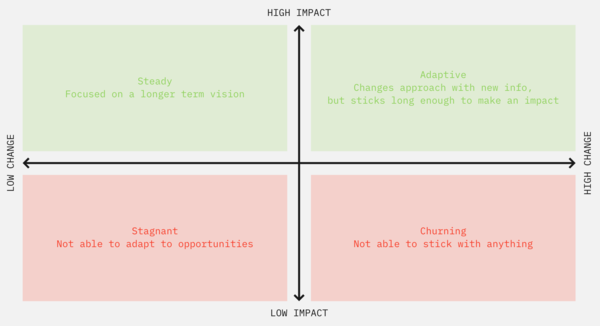 HIGH IMPACT
Steady
Focused on a longer term vision
Adaptive
Changes approach with new info,
but sticks long enough to make an impact
LOW CHANGE
HIGH CHANGE
Stagnant
Not able to adapt to opportunities
Churning
Not able to stick with anything
LOW IMPACT